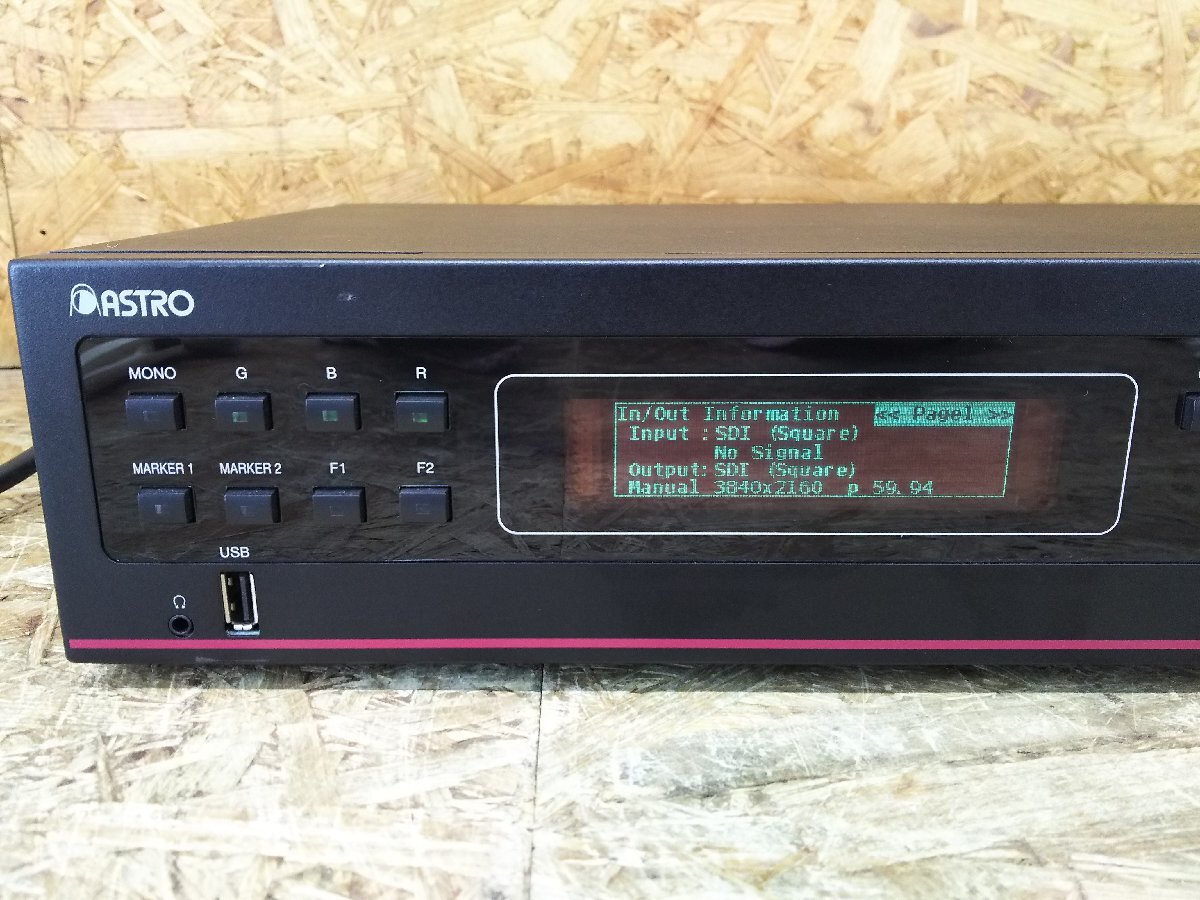 ASTRO
MONO G B R
MARKER 1 MARKER 2 F1 F2
USB
In/Out Information << Page1 >>
Input : SDI (Square)
No Signal
Output: SDI (Square)
Manual 3840x2160 p 59.94